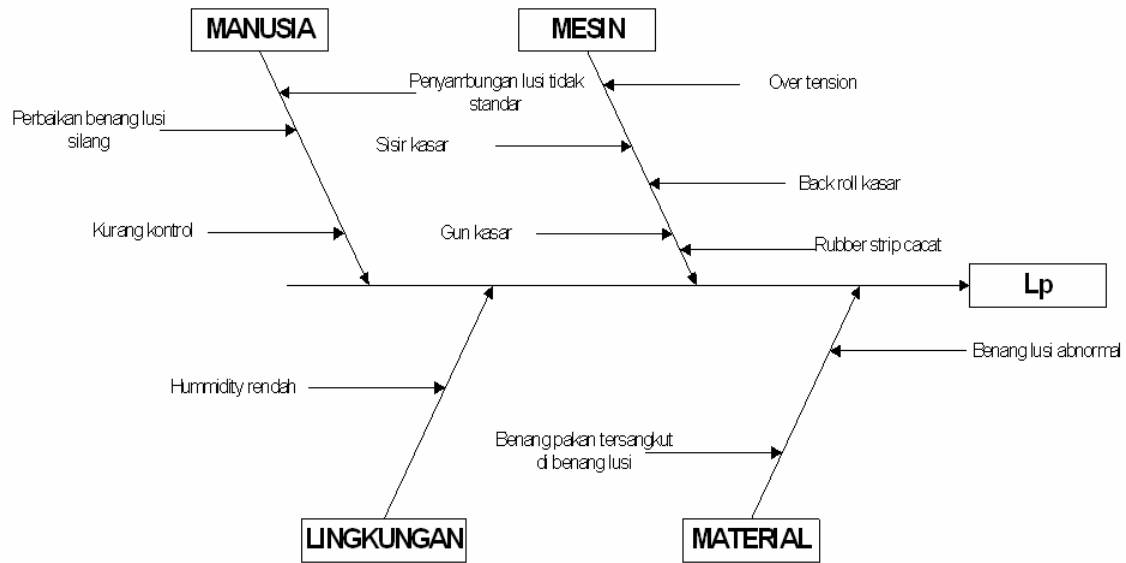 MANUSIA
MESIN
Penyambungan lusi tidak
standar
Over tension
Perbaikan benang lusi
silang
Sisir kasar
Back roll kasar
Kurang kontrol
Gun kasar
Rubber strip cacat
Lp
Benang lusi abnormal
Hummidity rendah
Benang pakan tersangkut
di benang lusi
LINGKUNGAN
MATERIAL